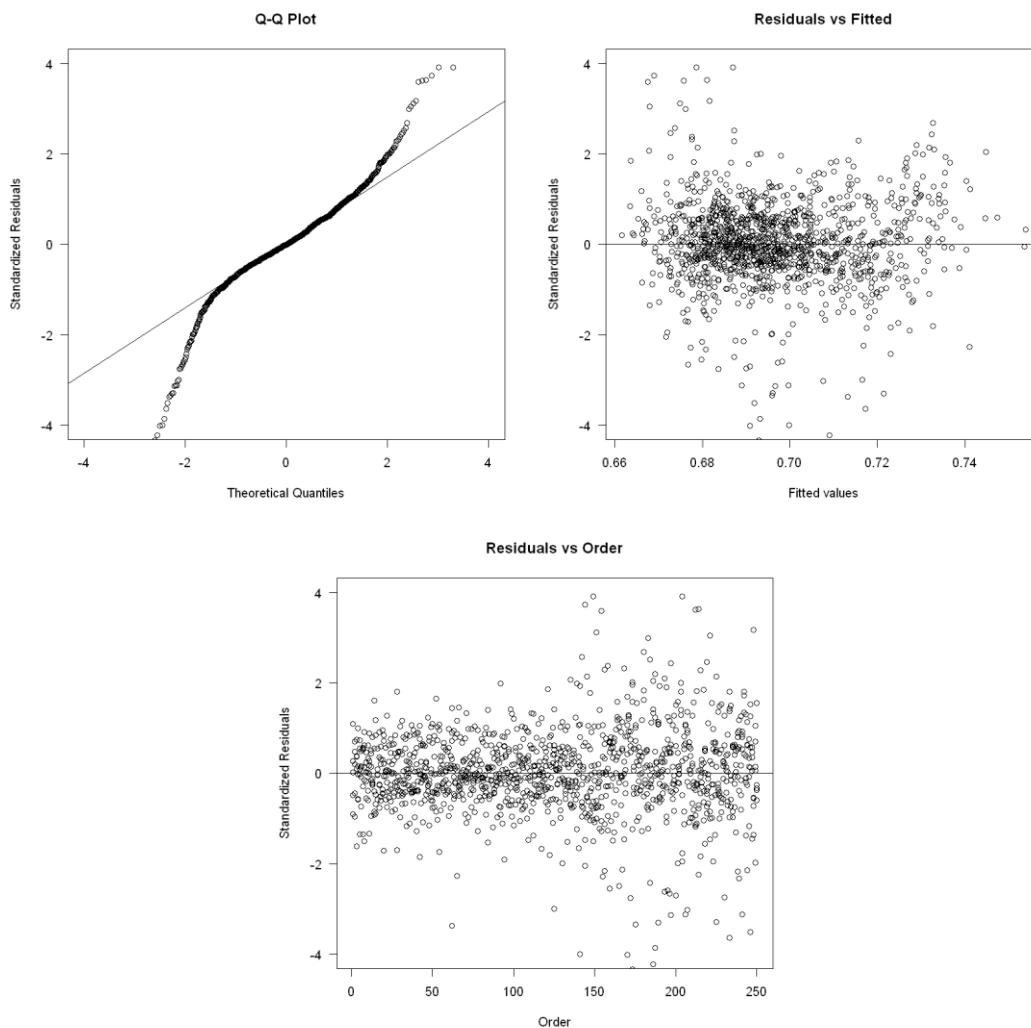 Q-Q Plot
4
2
0
-2
-4
Standardized Residuals
-4 -2 0 2 4
Theoretical Quantiles
Residuals vs Fitted
4
2
0
-2
-4
Standardized Residuals
0.66 0.68 0.70 0.72 0.74
Fitted values
Residuals vs Order
4
2
0
-2
-4
Standardized Residuals
0 50 100 150 200 250
Order